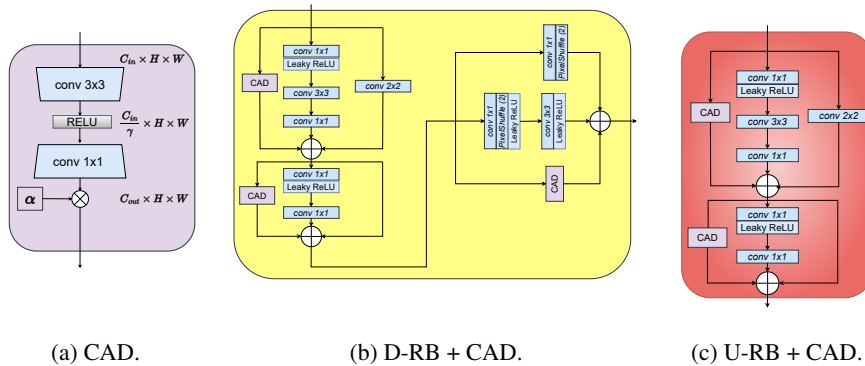 C_in × H × W
conv 3x3
RELU
C_in/γ × H × W
conv 1x1
α
C_out × H × W
conv 1x1
Leaky ReLU
CAD
conv 2x2
conv 3x3
conv 1x1
conv 1x1
Leaky ReLU
CAD
conv 1x1
conv 1x1
PixelShuffle (2)
conv 1x1
PixelShuffle (2)
Leaky ReLU
conv 3x3
Leaky ReLU
CAD
conv 1x1
Leaky ReLU
CAD
conv 2x2
conv 3x3
conv 1x1
conv 1x1
Leaky ReLU
CAD
conv 1x1
(a) CAD.
(b) D-RB + CAD.
(c) U-RB + CAD.